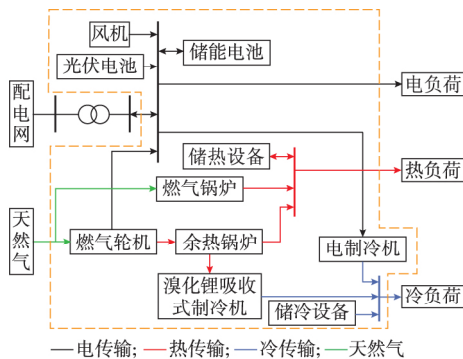 风机
储能电池
光伏电池
电负荷
配电网
储热设备
热负荷
燃气锅炉
天然气
燃气轮机
余热锅炉
电制冷机
溴化锂吸收
式制冷机
储冷设备
冷负荷
电传输; 热传输; 冷传输; 天然气